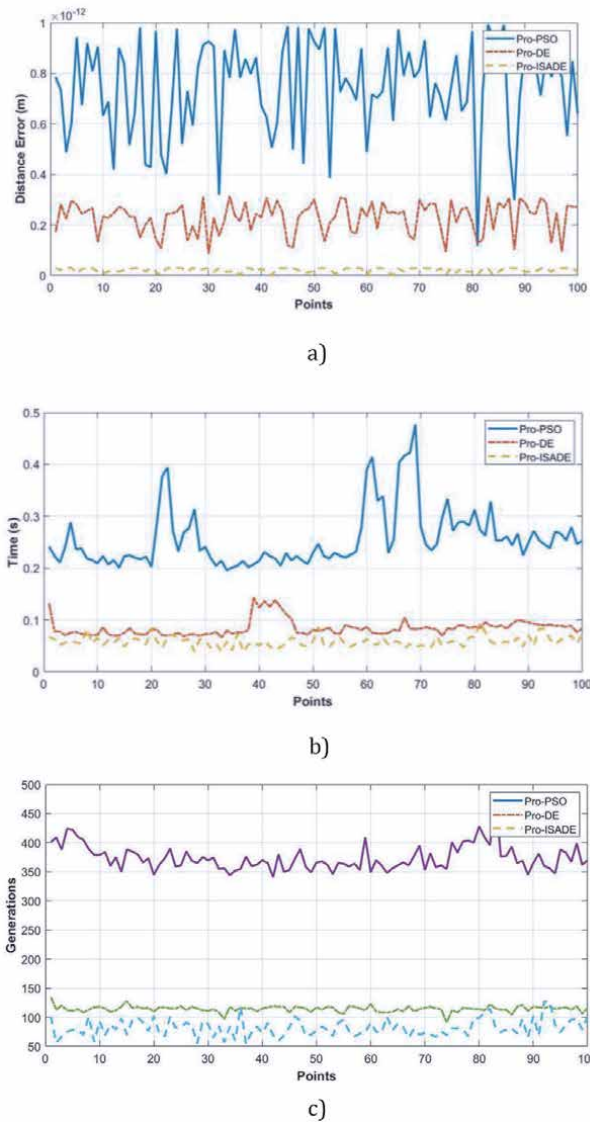 ×10⁻¹²
1
0.8
0.6
0.4
0.2
0
Distance Error (m)
Pro-PSO
Pro-DE
Pro-ISADE
0 10 20 30 40 50 60 70 80 90 100
Points
a)
0.5
0.4
0.3
0.2
0.1
0
Time (s)
Pro-PSO
Pro-DE
Pro-ISADE
0 10 20 30 40 50 60 70 80 90 100
Points
b)
500
450
400
350
300
250
200
150
100
50
Generations
Pro-PSO
Pro-DE
Pro-ISADE
0 10 20 30 40 50 60 70 80 90 100
Points
c)